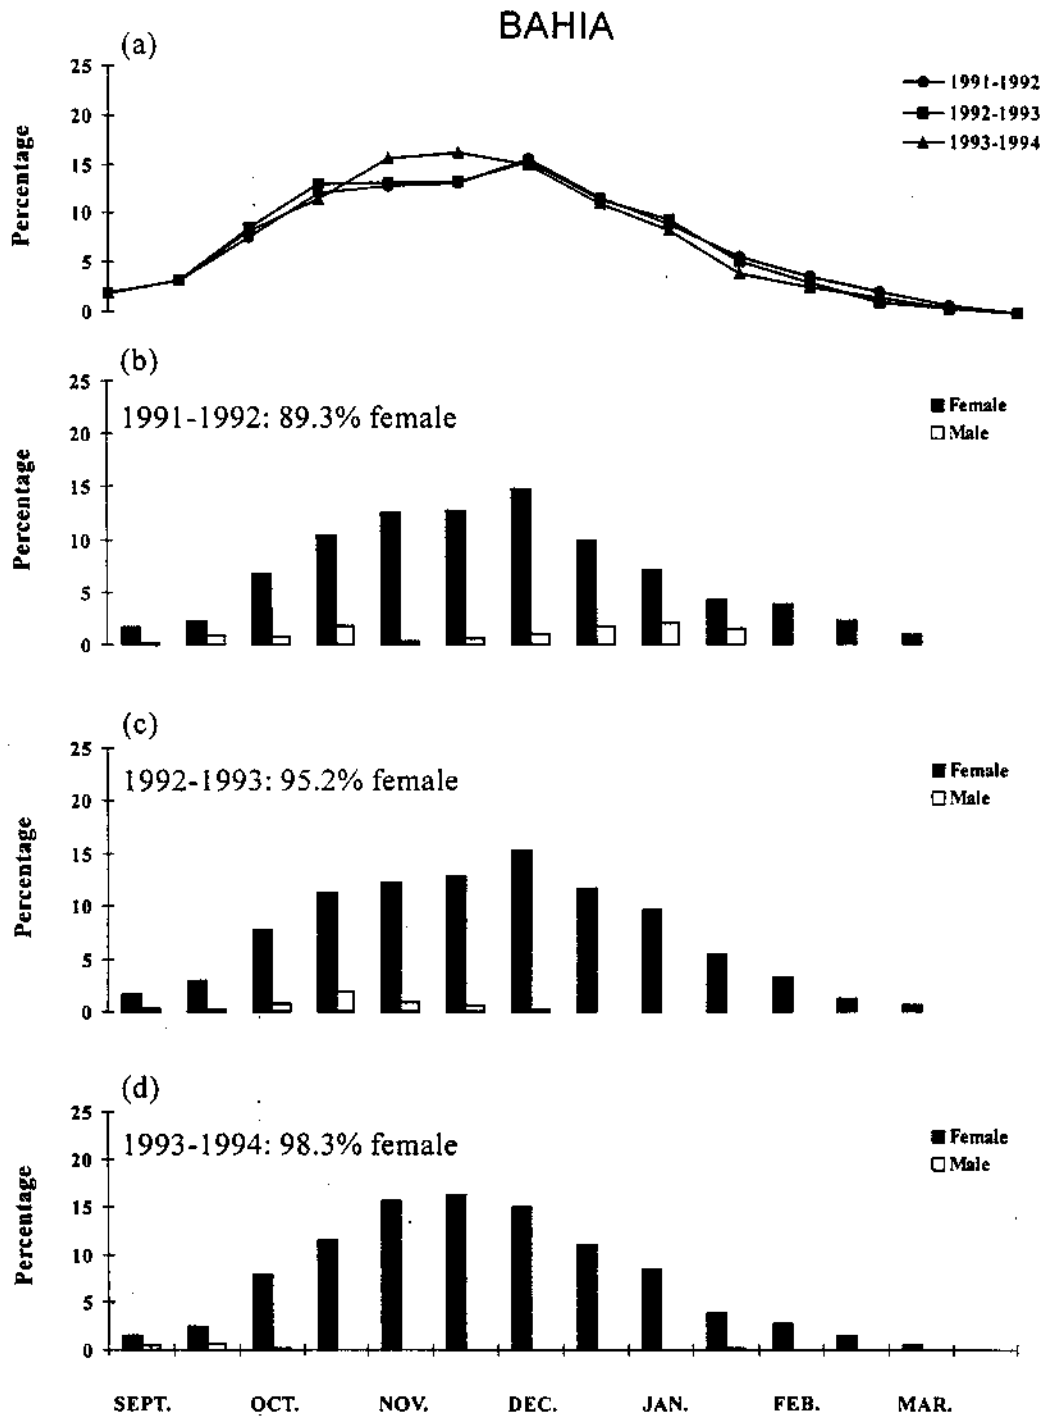 BAHIA
(a)
25
20
15
10
5
0
Percentage
1991-1992
1992-1993
1993-1994
(b)
25
20
15
10
5
0
Percentage
1991-1992: 89.3% female
Female
Male
(c)
25
20
15
10
5
0
Percentage
1992-1993: 95.2% female
Female
Male
(d)
25
20
15
10
5
0
Percentage
1993-1994: 98.3% female
Female
Male
SEPT. OCT. NOV. DEC. JAN. FEB. MAR.